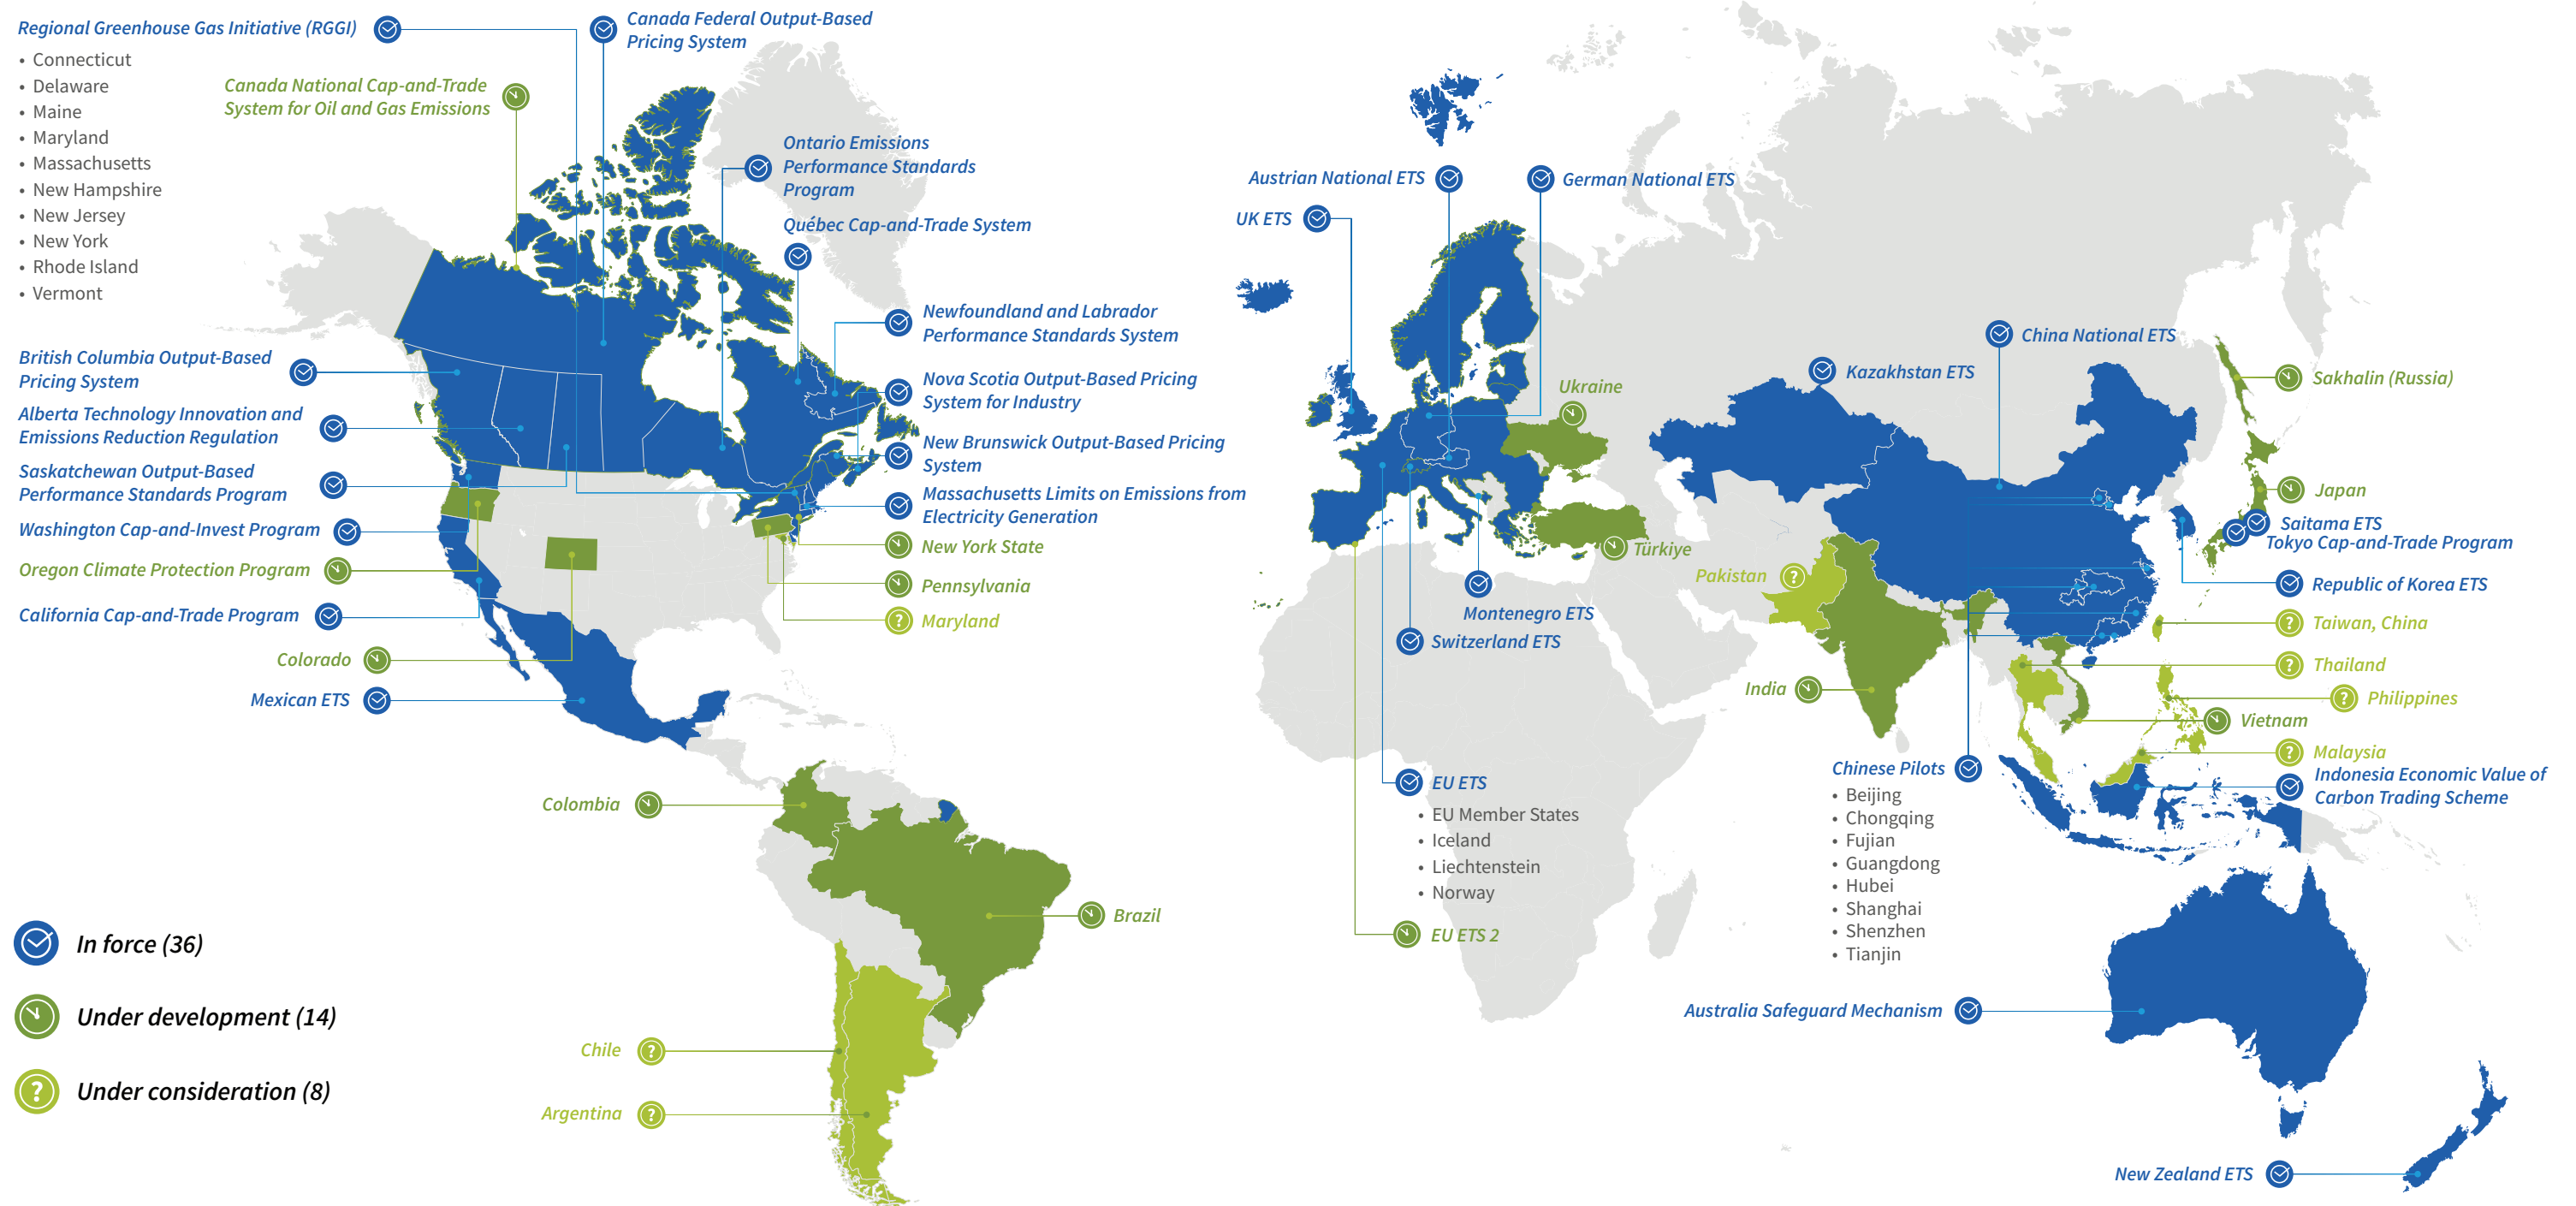 Regional Greenhouse Gas Initiative (RGGI)
• Connecticut
• Delaware
• Maine
• Maryland
• Massachusetts
• New Hampshire
• New Jersey
• New York
• Rhode Island
• Vermont
Canada Federal Output-Based
Pricing System
Canada National Cap-and-Trade
System for Oil and Gas Emissions
Ontario Emissions
Performance Standards
Program
Québec Cap-and-Trade System
Newfoundland and Labrador
Performance Standards System
Nova Scotia Output-Based Pricing
System for Industry
New Brunswick Output-Based Pricing
System
Massachusetts Limits on Emissions from
Electricity Generation
New York State
Pennsylvania
? Maryland
British Columbia Output-Based
Pricing System
Alberta Technology Innovation and
Emissions Reduction Regulation
Saskatchewan Output-Based
Performance Standards Program
Washington Cap-and-Invest Program
Oregon Climate Protection Program
California Cap-and-Trade Program
Colorado
Mexican ETS
Colombia
Brazil
Chile ?
Argentina ?
In force (36)
Under development (14)
? Under consideration (8)
Austrian National ETS
German National ETS
UK ETS
Ukraine
Türkiye
Montenegro ETS
Switzerland ETS
EU ETS
• EU Member States
• Iceland
• Liechtenstein
• Norway
EU ETS 2
Kazakhstan ETS
China National ETS
Pakistan ?
India
Chinese Pilots
• Beijing
• Chongqing
• Fujian
• Guangdong
• Hubei
• Shanghai
• Shenzhen
• Tianjin
Sakhalin (Russia)
Japan
Saitama ETS
Tokyo Cap-and-Trade Program
Republic of Korea ETS
? Taiwan, China
? Thailand
? Philippines
Vietnam
? Malaysia
Indonesia Economic Value of
Carbon Trading Scheme
Australia Safeguard Mechanism
New Zealand ETS